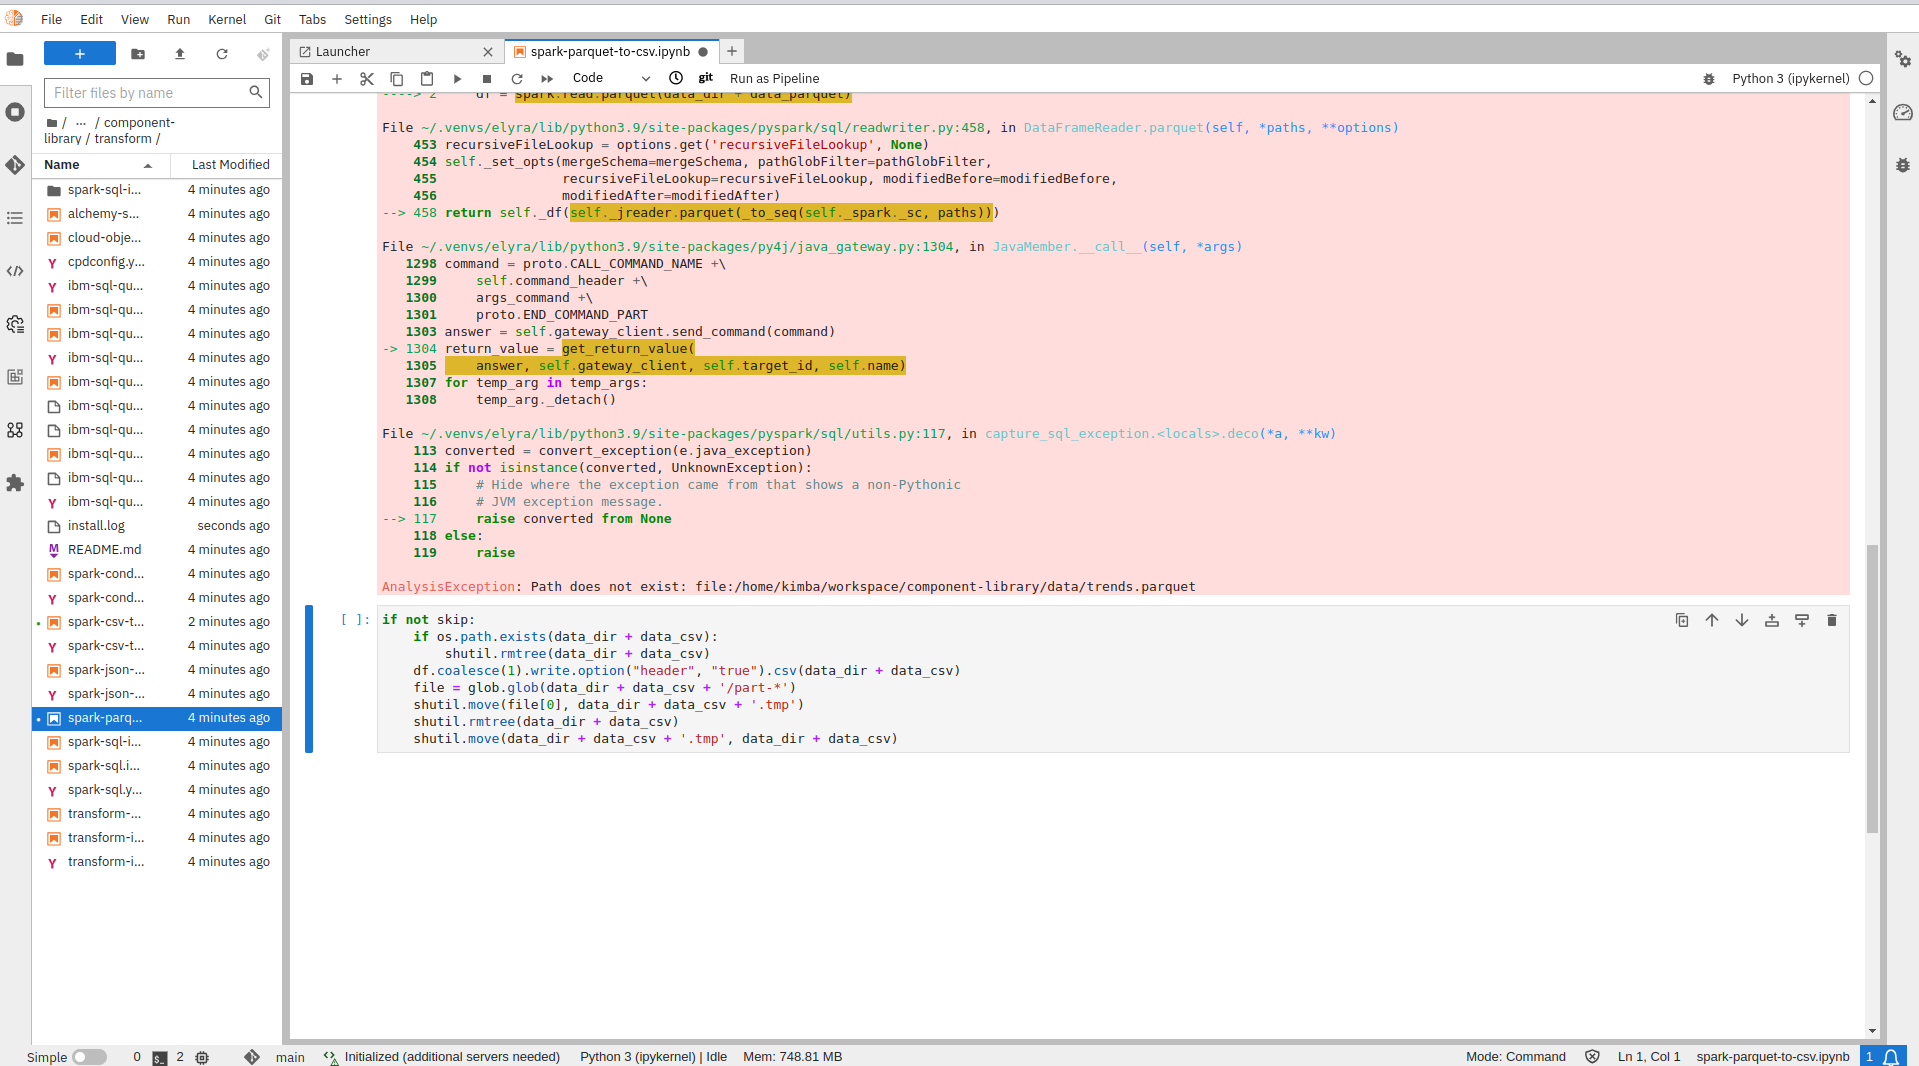 File Edit View Run Kernel Git Tabs Settings Help
Filter files by name
/ ... / component-
library / transform /
Name Last Modified
spark-sql-i... 4 minutes ago
alchemy-s... 4 minutes ago
cloud-obje... 4 minutes ago
cpdconfig.y... 4 minutes ago
ibm-sql-qu... 4 minutes ago
ibm-sql-qu... 4 minutes ago
ibm-sql-qu... 4 minutes ago
ibm-sql-qu... 4 minutes ago
ibm-sql-qu... 4 minutes ago
ibm-sql-qu... 4 minutes ago
ibm-sql-qu... 4 minutes ago
ibm-sql-qu... 4 minutes ago
ibm-sql-qu... 4 minutes ago
ibm-sql-qu... 4 minutes ago
install.log seconds ago
README.md 4 minutes ago
spark-cond... 4 minutes ago
spark-cond... 4 minutes ago
spark-csv-t... 2 minutes ago
spark-csv-t... 4 minutes ago
spark-json-... 4 minutes ago
spark-json-... 4 minutes ago
spark-parq... 4 minutes ago
spark-sql-i... 4 minutes ago
spark-sql.i... 4 minutes ago
spark-sql.y... 4 minutes ago
transform-... 4 minutes ago
transform-i... 4 minutes ago
transform-i... 4 minutes ago
Launcher
spark-parquet-to-csv.ipynb
Code git Run as Pipeline Python 3 (ipykernel)
----> 2     df = spark.read.parquet(data_dir + data_parquet)
File ~/.venvs/elyra/lib/python3.9/site-packages/pyspark/sql/readwriter.py:458, in DataFrameReader.parquet(self, *paths, **options)
    453 recursiveFileLookup = options.get('recursiveFileLookup', None)
    454 self._set_opts(mergeSchema=mergeSchema, pathGlobFilter=pathGlobFilter,
    455                recursiveFileLookup=recursiveFileLookup, modifiedBefore=modifiedBefore,
    456                modifiedAfter=modifiedAfter)
--> 458 return self._df(self._jreader.parquet(_to_seq(self._spark._sc, paths)))
File ~/.venvs/elyra/lib/python3.9/site-packages/py4j/java_gateway.py:1304, in JavaMember.__call__(self, *args)
   1298 command = proto.CALL_COMMAND_NAME +\
   1299     self.command_header +\
   1300     args_command +\
   1301     proto.END_COMMAND_PART
   1303 answer = self.gateway_client.send_command(command)
-> 1304 return_value = get_return_value(
   1305     answer, self.gateway_client, self.target_id, self.name)
   1307 for temp_arg in temp_args:
   1308     temp_arg._detach()
File ~/.venvs/elyra/lib/python3.9/site-packages/pyspark/sql/utils.py:117, in capture_sql_exception.<locals>.deco(*a, **kw)
    113 converted = convert_exception(e.java_exception)
    114 if not isinstance(converted, UnknownException):
    115     # Hide where the exception came from that shows a non-Pythonic
    116     # JVM exception message.
--> 117     raise converted from None
    118 else:
    119     raise
AnalysisException: Path does not exist: file:/home/kimba/workspace/component-library/data/trends.parquet
[ ]: if not skip:
    if os.path.exists(data_dir + data_csv):
        shutil.rmtree(data_dir + data_csv)
    df.coalesce(1).write.option("header", "true").csv(data_dir + data_csv)
    file = glob.glob(data_dir + data_csv + '/part-*')
    shutil.move(file[0], data_dir + data_csv + '.tmp')
    shutil.rmtree(data_dir + data_csv)
    shutil.move(data_dir + data_csv + '.tmp', data_dir + data_csv)
Simple 0 2 main Initialized (additional servers needed) Python 3 (ipykernel) | Idle Mem: 748.81 MB Mode: Command Ln 1, Col 1 spark-parquet-to-csv.ipynb 1